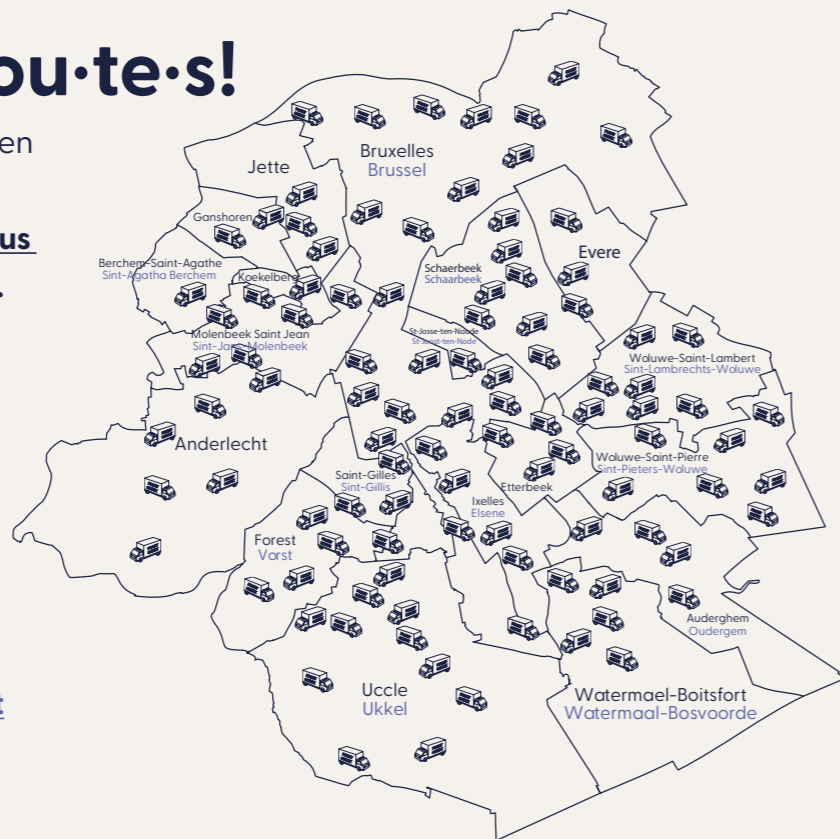 ou·te·s!
en
us
.
t
Bruxelles
Brussel
Jette
Ganshoren
Evere
Berchem-Saint-Agathe
Sint-Agatha Berchem
Koekelberg
Schaerbeek
Schaarbeek
Molenbeek Saint Jean
Sint-Jans-Molenbeek
St-Josse-ten-Noode
St-Joost-ten-Node
Woluwe-Saint-Lambert
Sint-Lambrechts-Woluwe
Anderlecht
Woluwe-Saint-Pierre
Sint-Pieters-Woluwe
Saint-Gilles
Sint-Gillis
Etterbeek
Ixelles
Elsene
Forest
Vorst
Auderghem
Oudergem
Uccle
Ukkel
Watermael-Boitsfort
Watermaal-Bosvoorde